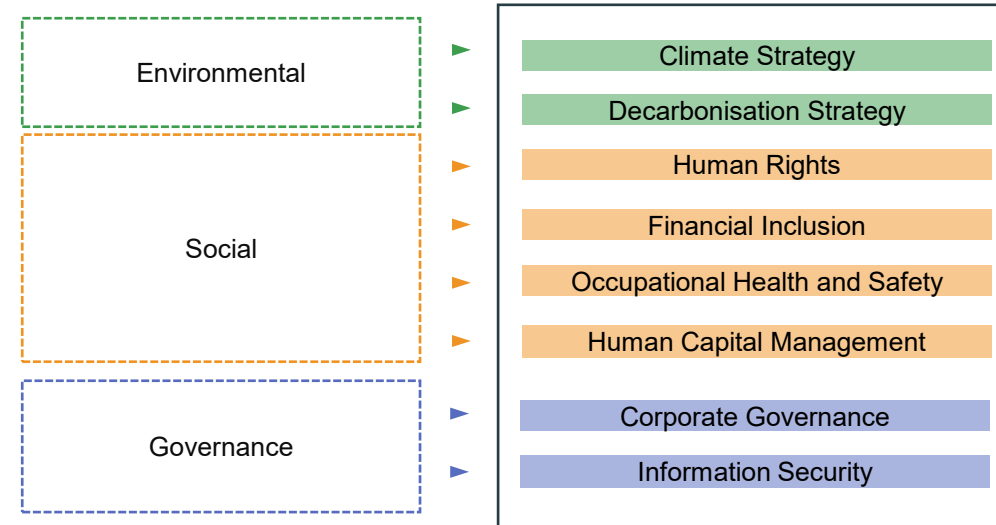 Environmental
Climate Strategy
Decarbonisation Strategy
Social
Human Rights
Financial Inclusion
Occupational Health and Safety
Human Capital Management
Governance
Corporate Governance
Information Security